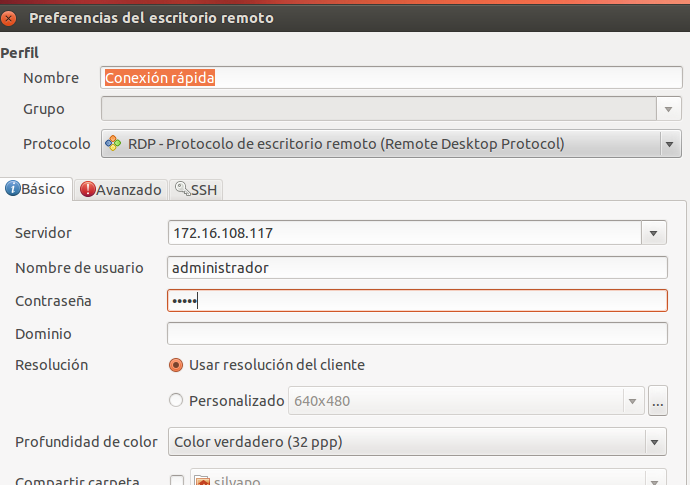 Preferencias del escritorio remoto
Perfil
Nombre Conexión rápida
Grupo
Protocolo RDP - Protocolo de escritorio remoto (Remote Desktop Protocol)
Básico Avanzado SSH
Servidor 172.16.108.117
Nombre de usuario administrador
Contraseña •••••
Dominio
Resolución Usar resolución del cliente
Personalizado 640x480 ...
Profundidad de color Color verdadero (32 ppp)
Compartir carpeta silvano